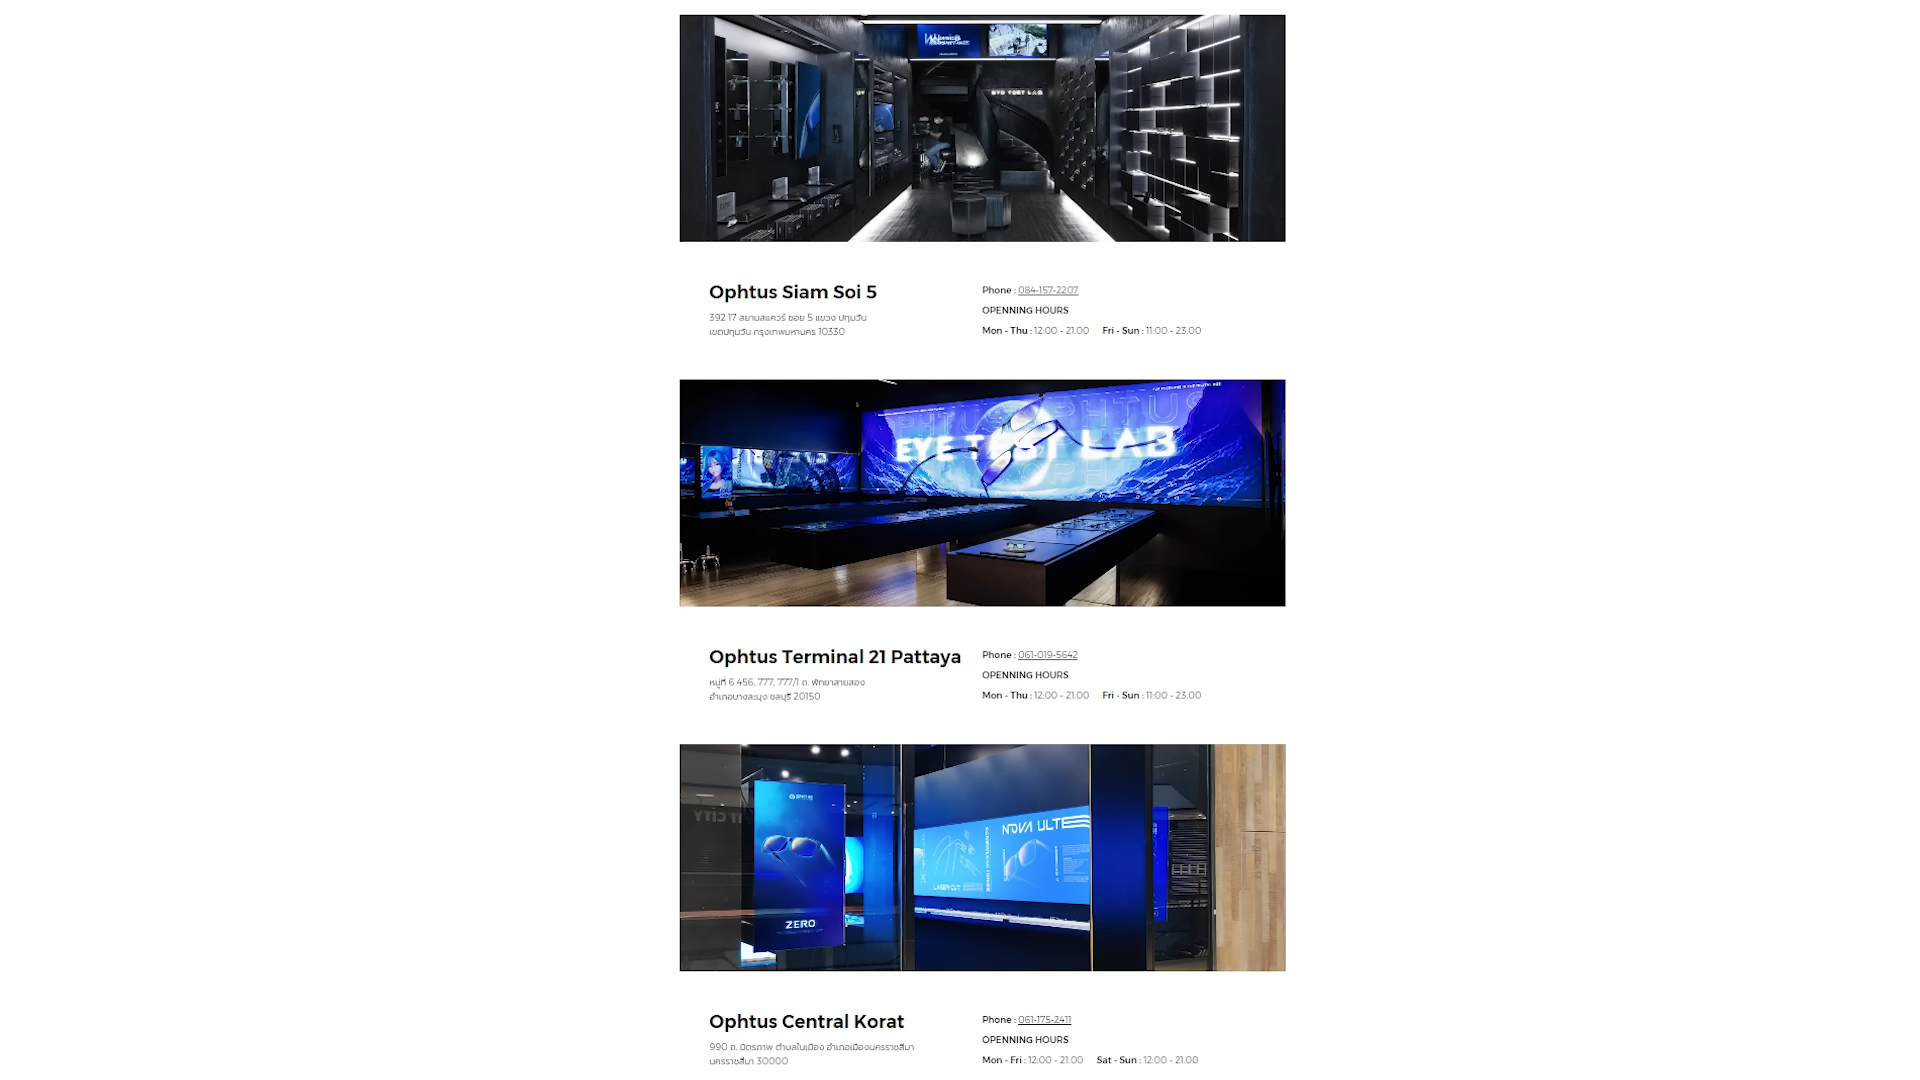 EYE TEST LAB
Ophtus Siam Soi 5
392 17 สยามสแควร์ ซอย 5 แขวง ปทุมวัน
เขตปทุมวัน กรุงเทพมหานคร 10330
Phone : 084-157-2207
OPENNING HOURS
Mon - Thu : 12:00 - 21.00 Fri - Sun : 11:00 - 23.00
EYE TEST LAB
Ophtus Terminal 21 Pattaya
หมู่ที่ 6 456, 777, 777/1 ถ. พัทยาสายสอง
อำเภอบางละมุง ชลบุรี 20150
Phone : 061-019-5642
OPENNING HOURS
Mon - Thu : 12:00 - 21.00 Fri - Sun : 11:00 - 23.00
ZERO
NOVA ULTE
LASER CUT
Ophtus Central Korat
990 ถ. มิตรภาพ ตำบลในเมือง อำเภอเมืองนครราชสีมา
นครราชสีมา 30000
Phone : 061-175-2411
OPENNING HOURS
Mon - Fri : 12:00 - 21.00 Sat - Sun : 12:00 - 21.00